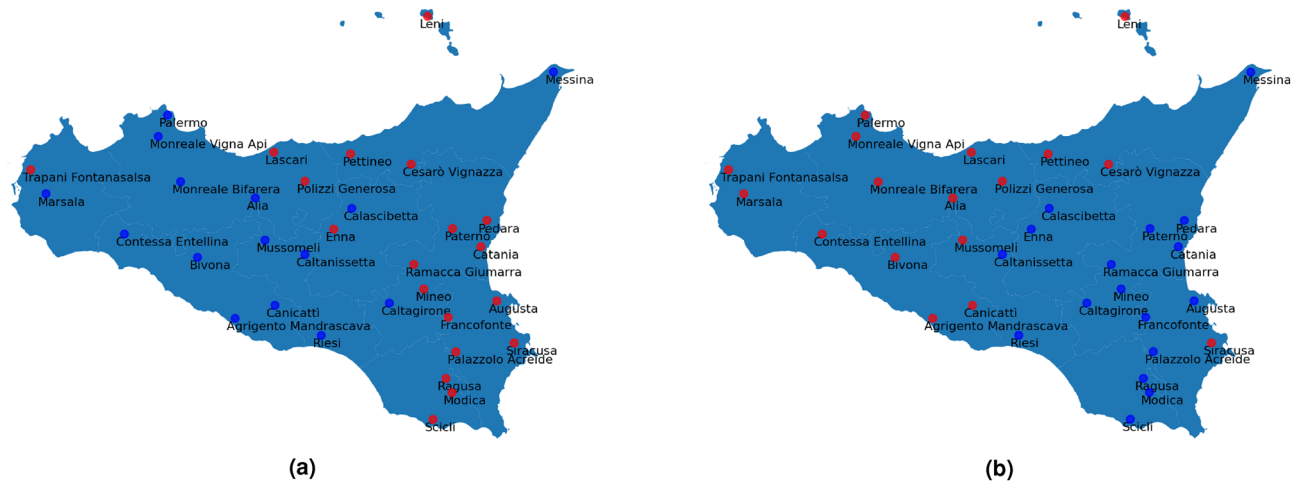 Leni
Messina
Palermo
Monreale Vigna Api
Lascari
Pettineo
Cesarò Vignazza
Trapani Fontanasalsa
Monreale Bifarera
Polizzi Generosa
Marsala
Alia
Calascibetta
Contessa Entellina
Mussomeli
Enna
Paternò
Pedara
Catania
Bivona
Caltanissetta
Ramacca Giumarra
Mineo
Canicattì
Caltagirone
Augusta
Agrigento Mandrascava
Francofonte
Riesi
Siracusa
Palazzolo Acreide
Ragusa
Modica
Scicli
(a)
Leni
Messina
Palermo
Monreale Vigna Api
Lascari
Pettineo
Cesarò Vignazza
Trapani Fontanasalsa
Monreale Bifarera
Polizzi Generosa
Marsala
Alia
Calascibetta
Contessa Entellina
Mussomeli
Enna
Paternò
Pedara
Catania
Bivona
Caltanissetta
Ramacca Giumarra
Mineo
Canicattì
Caltagirone
Augusta
Agrigento Mandrascava
Francofonte
Riesi
Siracusa
Palazzolo Acreide
Ragusa
Modica
Scicli
(b)